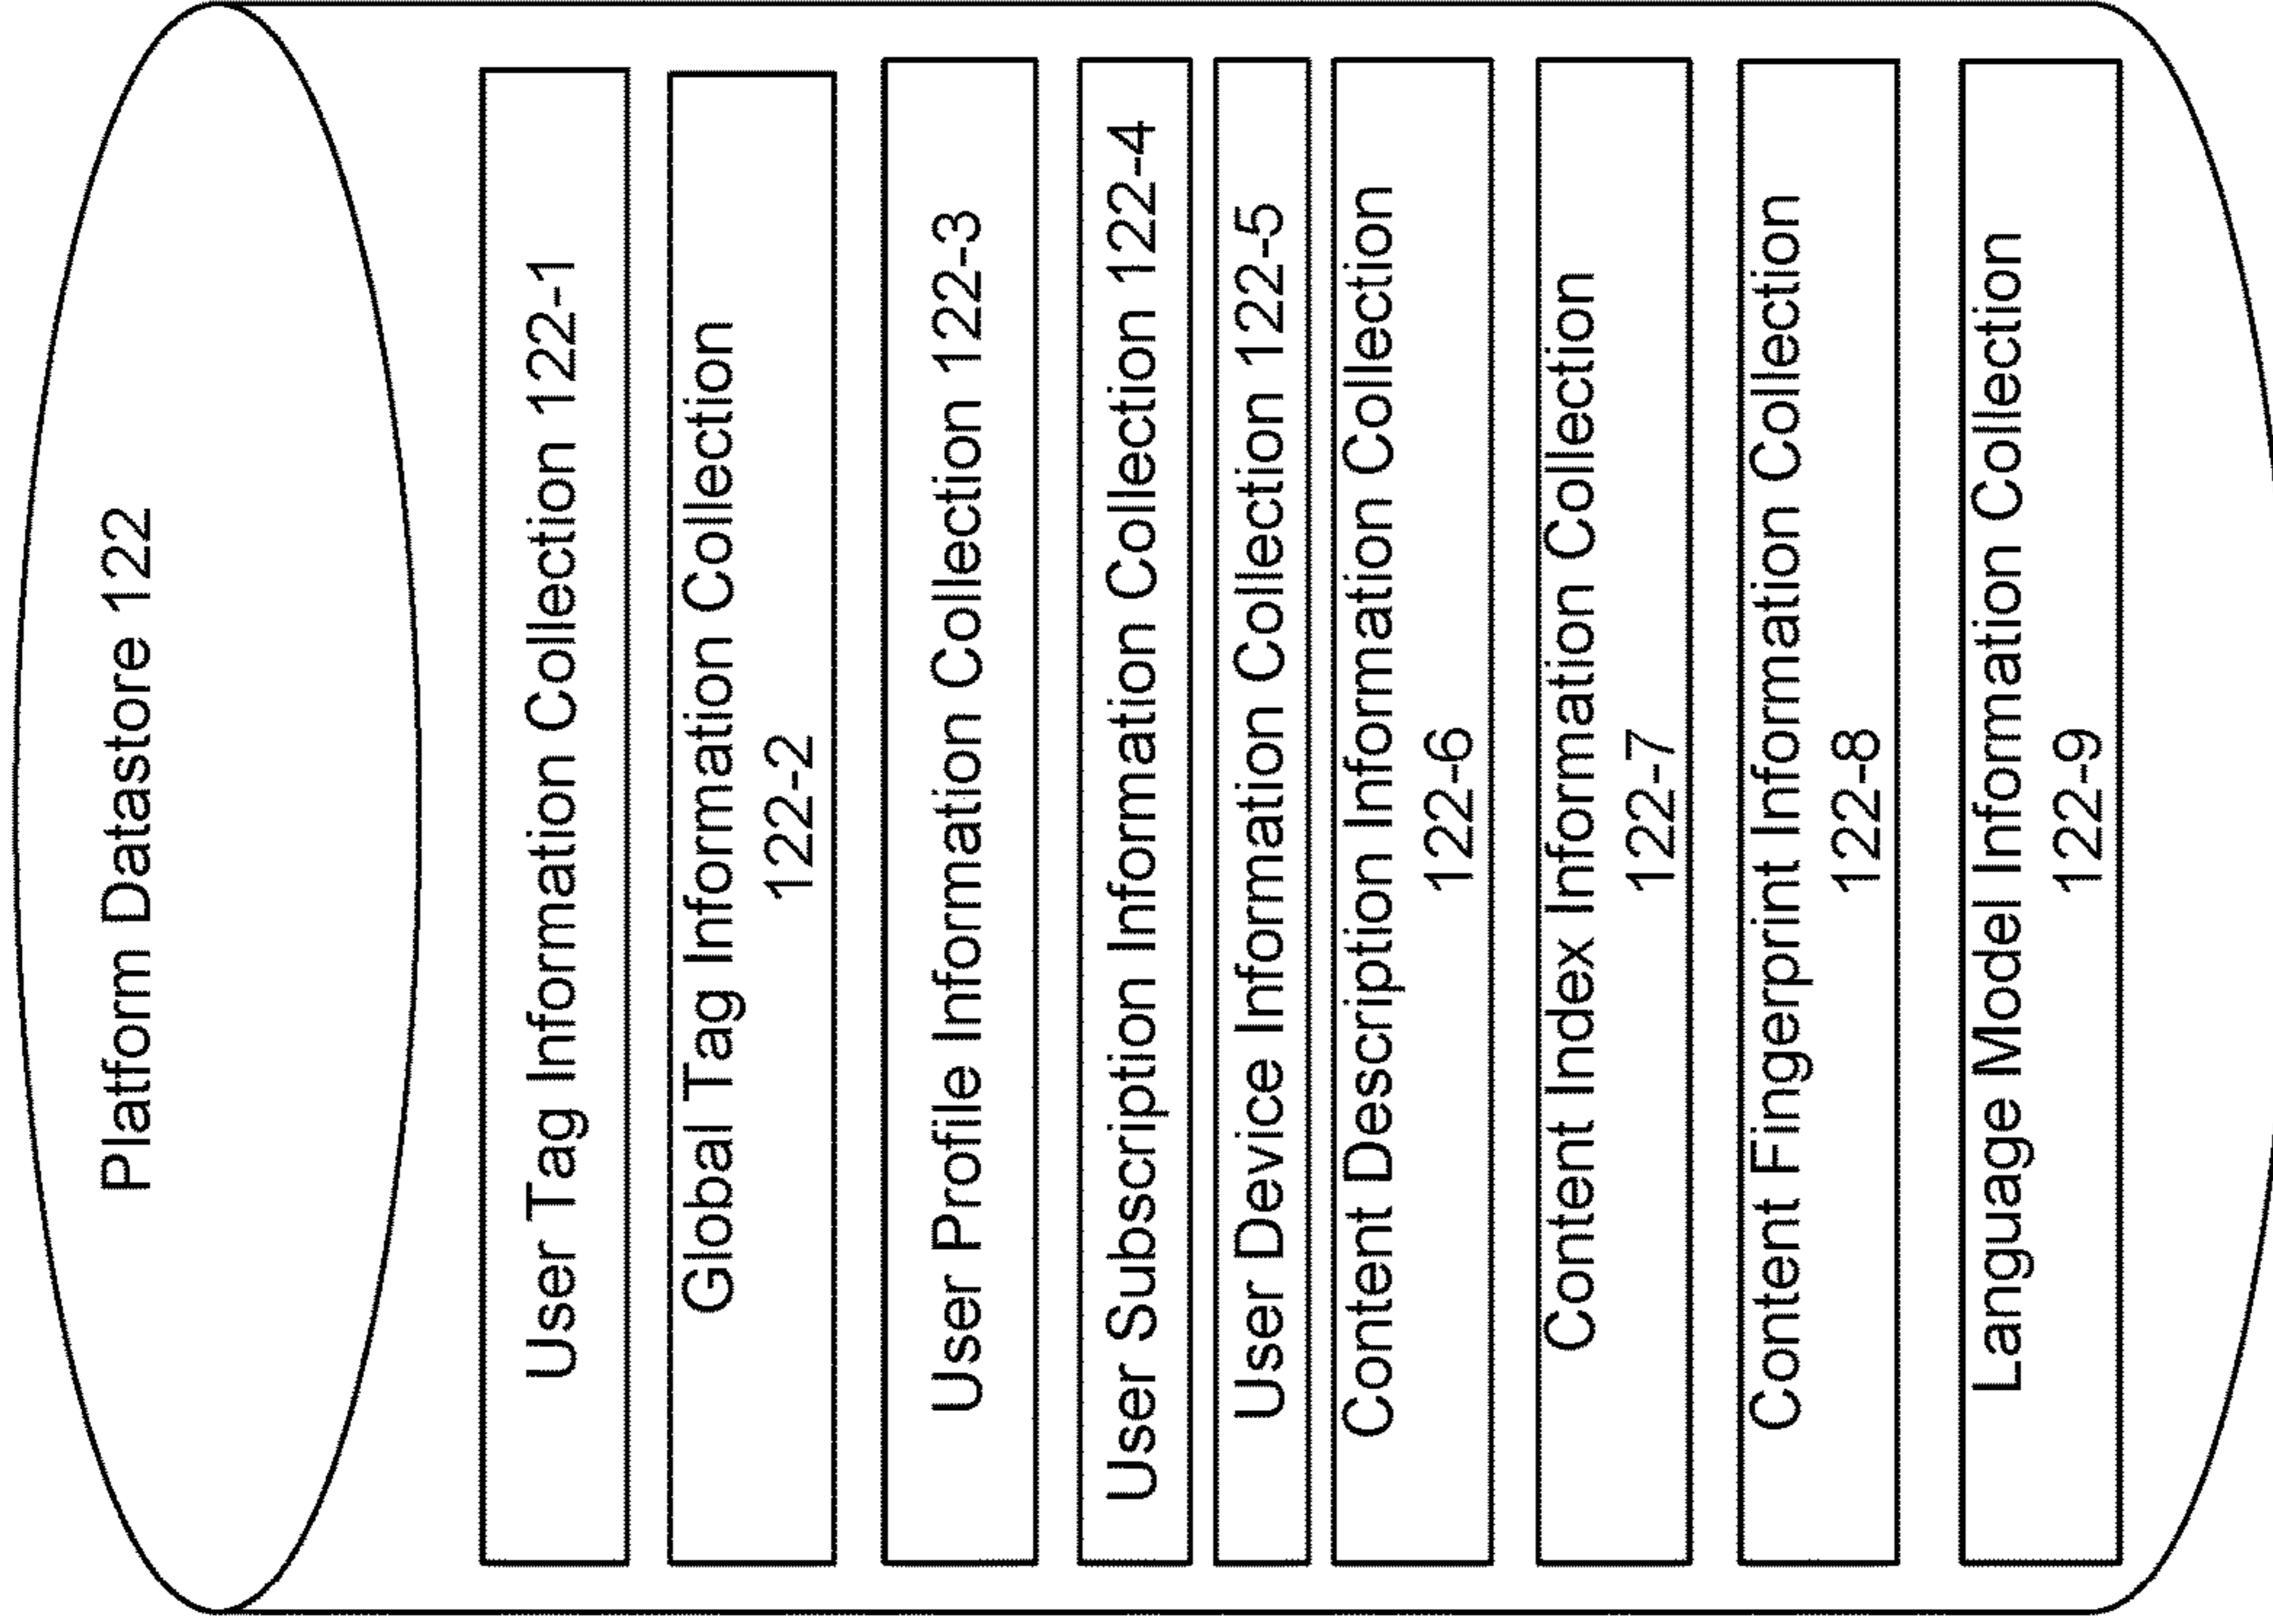 Platform Datastore 122
User Tag Information Collection 122-1
Global Tag Information Collection
122-2
User Profile Information Collection 122-3
User Subscription Information Collection 122-4
User Device Information Collection 122-5
Content Description Information Collection
122-6
Content Index Information Collection
122-7
Content Fingerprint Information Collection
122-8
Language Model Information Collection
122-9